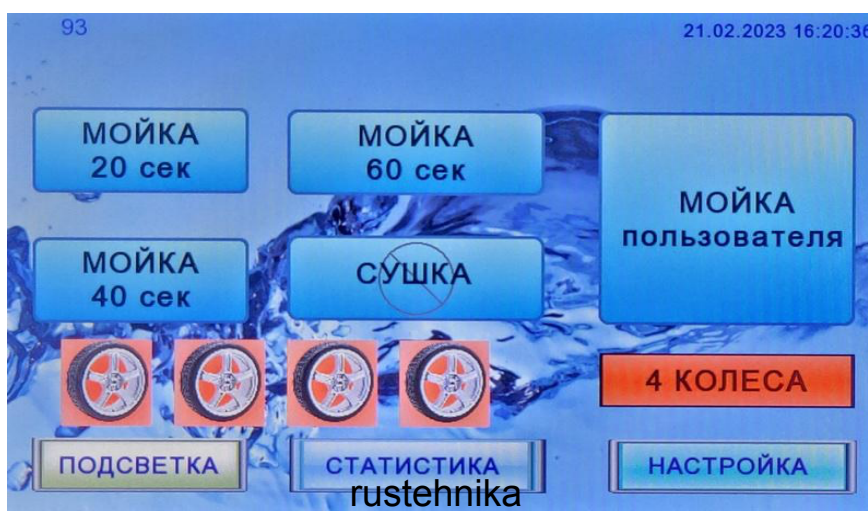 93
21.02.2023 16:20:36
МОЙКА
20 сек
МОЙКА
60 сек
МОЙКА
пользователя
МОЙКА
40 сек
СУШКА
4 КОЛЕСА
ПОДСВЕТКА
СТАТИСТИКА
НАСТРОЙКА
rustehnika